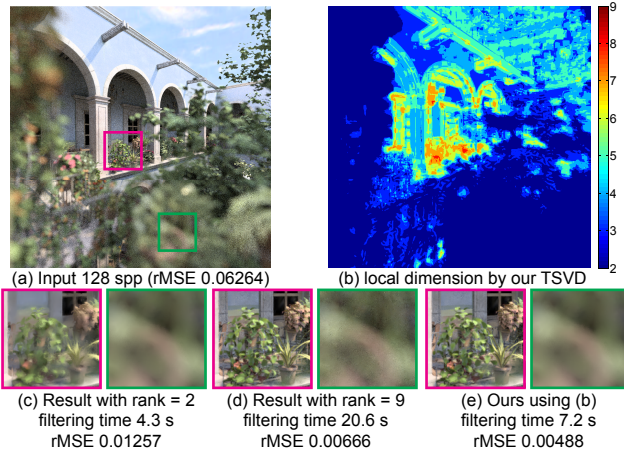 9
8
7
6
5
4
3
2
(a) Input 128 spp (rMSE 0.06264)
(b) local dimension by our TSVD
(c) Result with rank = 2
filtering time 4.3 s
rMSE 0.01257
(d) Result with rank = 9
filtering time 20.6 s
rMSE 0.00666
(e) Ours using (b)
filtering time 7.2 s
rMSE 0.00488